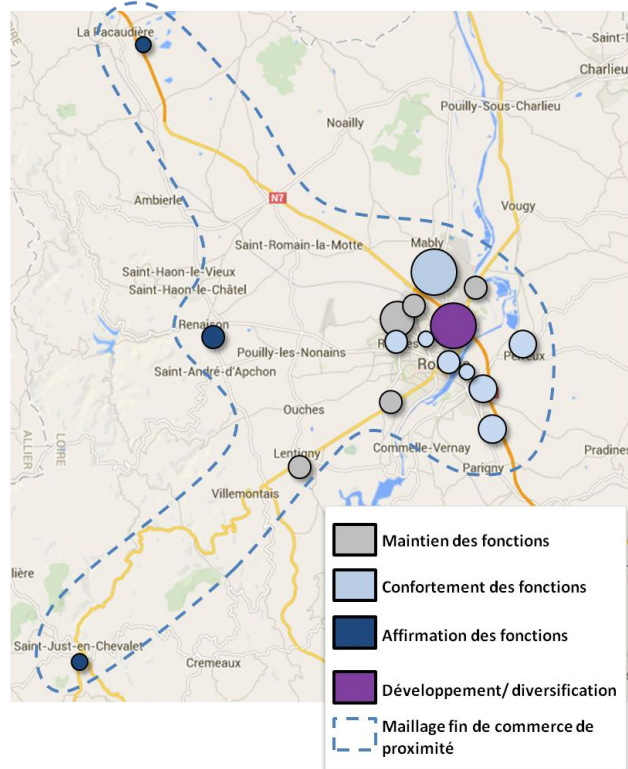 La Pacaudière
Saint-D
Charlieu
Pouilly-Sous-Charlieu
Noailly
Ambierle
N7
Vougy
Saint-Romain-la-Motte
Mably
Saint-Haon-le-Vieux
Saint-Haon-le-Châtel
Renaison
Pouilly-les-Nonains
Ro
Saint-André-d'Apchon
Ouches
ALLIER
LOIRE
Commelle-Vernay
Pradines
Lentigny
Parigny
Villemontais
lière
Saint-Just-en-Chevalet
Cremeaux
Maintien des fonctions
Confortement des fonctions
Affirmation des fonctions
Développement/ diversification
Maillage fin de commerce de
proximité